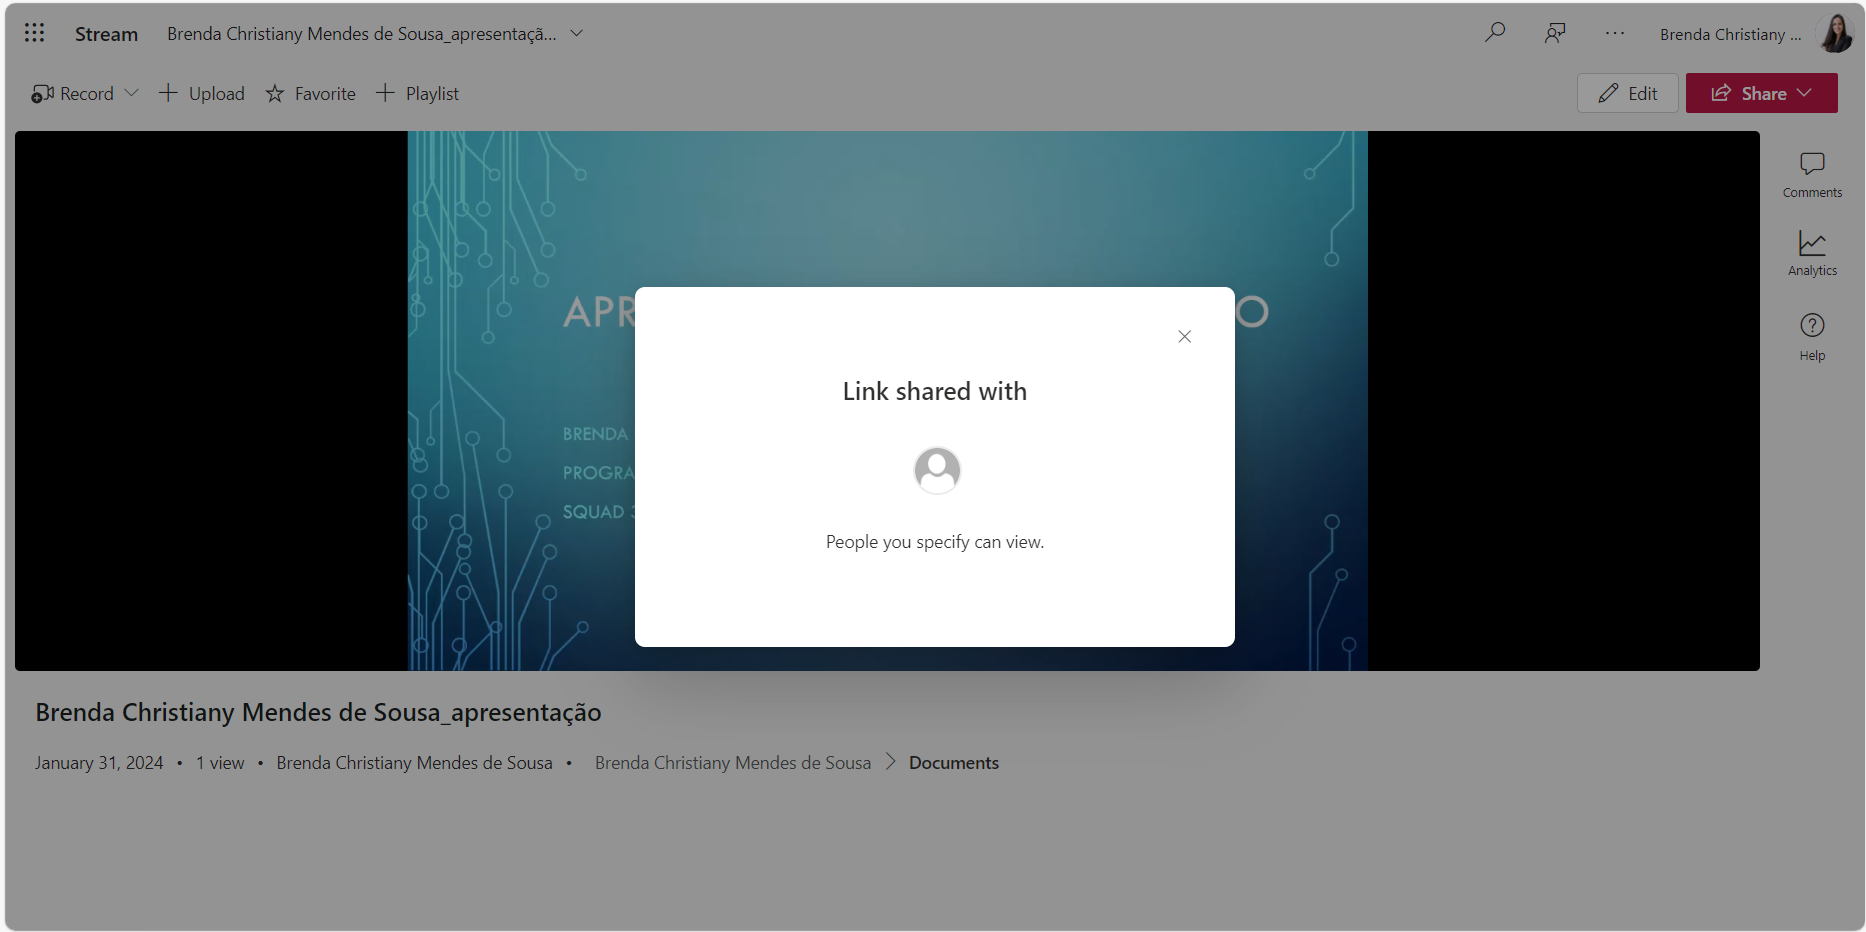 Stream
Brenda Christiany Mendes de Sousa_apresentaçã...
Brenda Christiany ...
Record
Upload
Favorite
Playlist
Edit
Share
Comments
Analytics
Help
BRENDA
SQUAD
Link shared with
People you specify can view.
Brenda Christiany Mendes de Sousa_apresentação
January 31, 2024 • 1 view • Brenda Christiany Mendes de Sousa • Brenda Christiany Mendes de Sousa > Documents